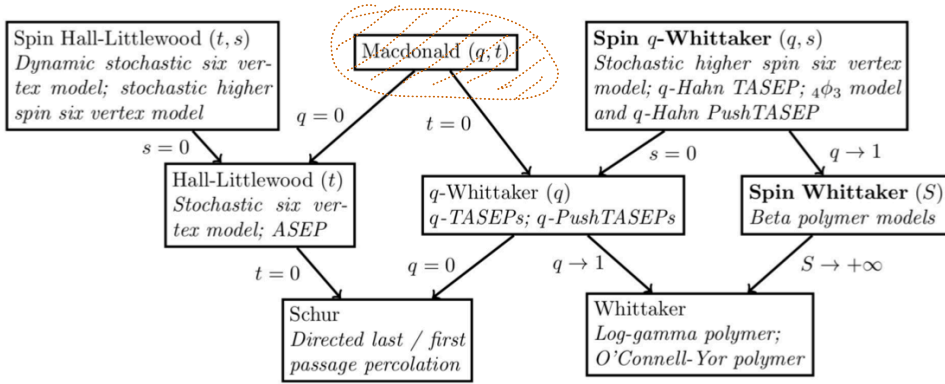 Spin Hall-Littlewood (t, s)
Dynamic stochastic six ver-
tex model; stochastic higher
spin six vertex model
Macdonald (q, t)
Spin q-Whittaker (q, s)
Stochastic higher spin six vertex
model; q-Hahn TASEP; ₄ϕ₃ model
and q-Hahn PushTASEP
s = 0
q = 0
t = 0
s = 0
q → 1
Hall-Littlewood (t)
Stochastic six ver-
tex model; ASEP
q-Whittaker (q)
q-TASEPs; q-PushTASEPs
Spin Whittaker (S)
Beta polymer models
t = 0
q = 0
q → 1
S → +∞
Schur
Directed last / first
passage percolation
Whittaker
Log-gamma polymer;
O'Connell-Yor polymer